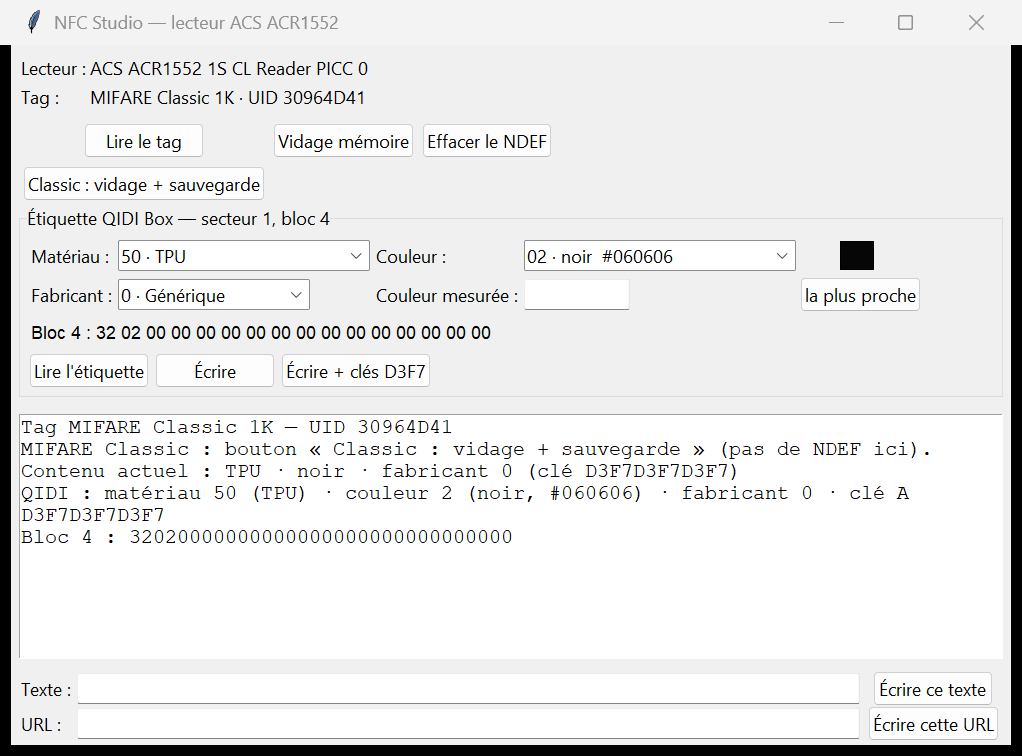 NFC Studio — lecteur ACS ACR1552
Lecteur : ACS ACR1552 1S CL Reader PICC 0
Tag : MIFARE Classic 1K · UID 30964D41
Lire le tag Vidage mémoire Effacer le NDEF
Classic : vidage + sauvegarde
Étiquette QIDI Box — secteur 1, bloc 4
Matériau : 50 · TPU Couleur : 02 · noir #060606
Fabricant : 0 · Générique Couleur mesurée : la plus proche
Bloc 4 : 32 02 00 00 00 00 00 00 00 00 00 00 00 00 00 00
Lire l'étiquette Écrire Écrire + clés D3F7
Tag MIFARE Classic 1K — UID 30964D41
MIFARE Classic : bouton « Classic : vidage + sauvegarde » (pas de NDEF ici).
Contenu actuel : TPU · noir · fabricant 0 (clé D3F7D3F7D3F7)
QIDI : matériau 50 (TPU) · couleur 2 (noir, #060606) · fabricant 0 · clé A
D3F7D3F7D3F7
Bloc 4 : 32020000000000000000000000000000
Texte : Écrire ce texte
URL : Écrire cette URL